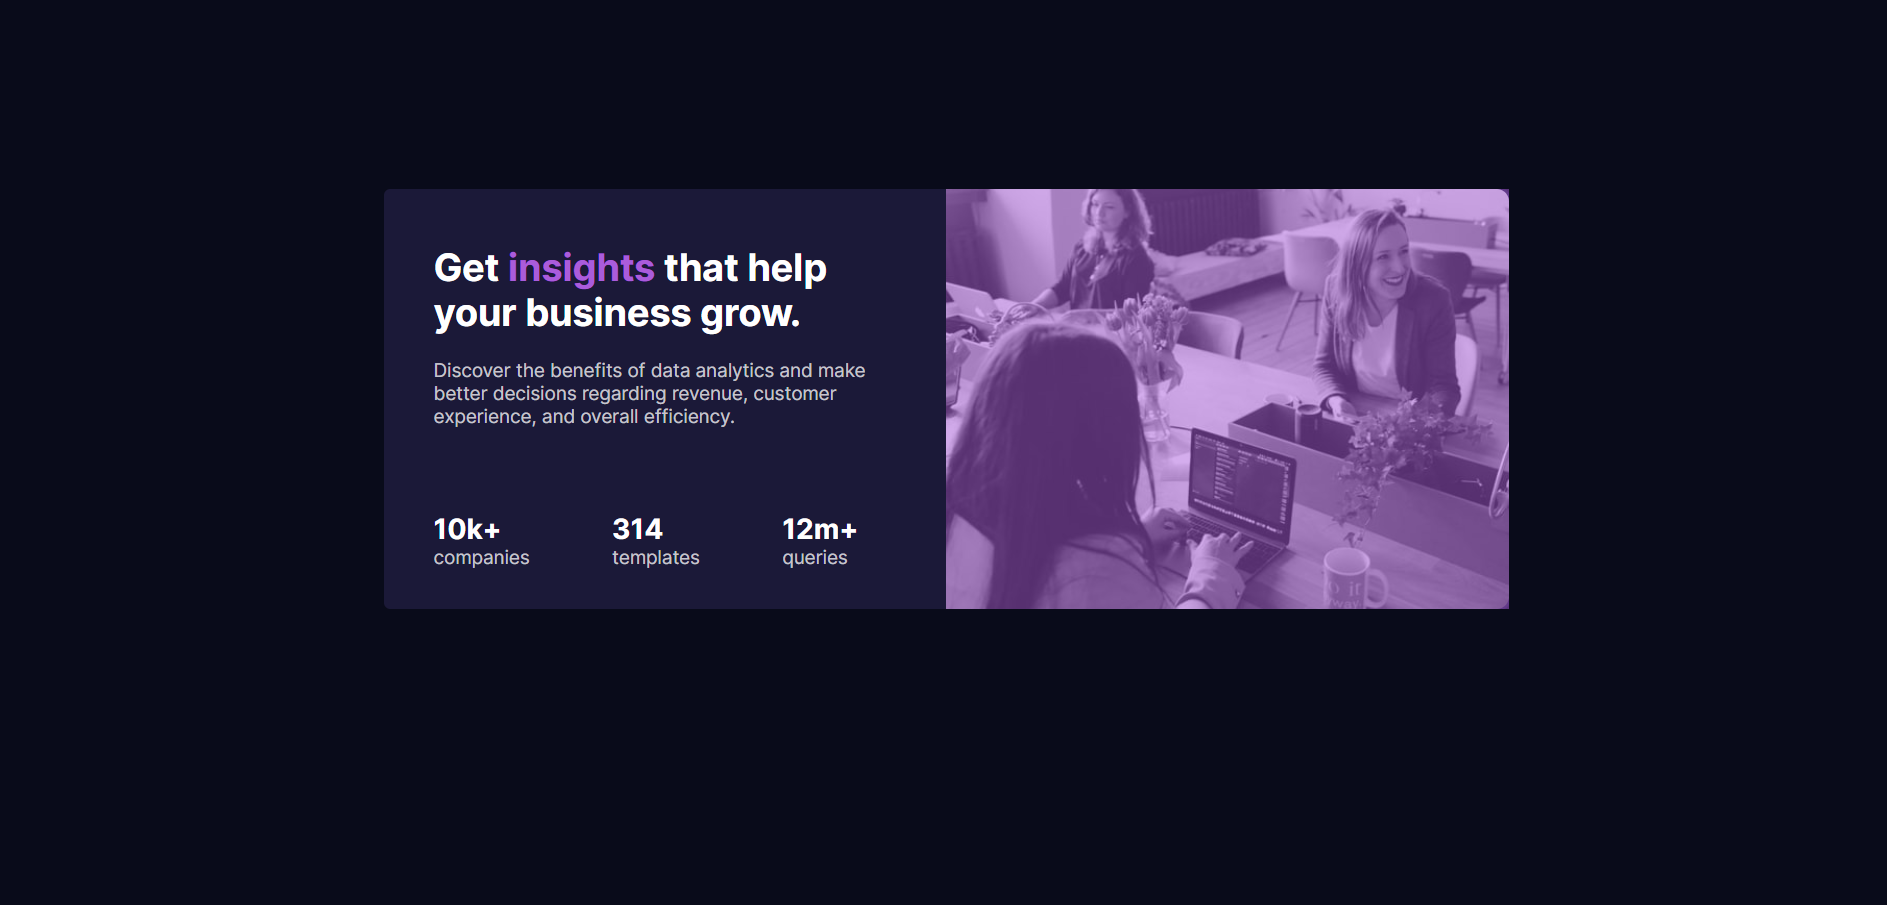 Get insights that help
your business grow.
Discover the benefits of data analytics and make
better decisions regarding revenue, customer
experience, and overall efficiency.
10k+ 314 12m+
companies templates queries